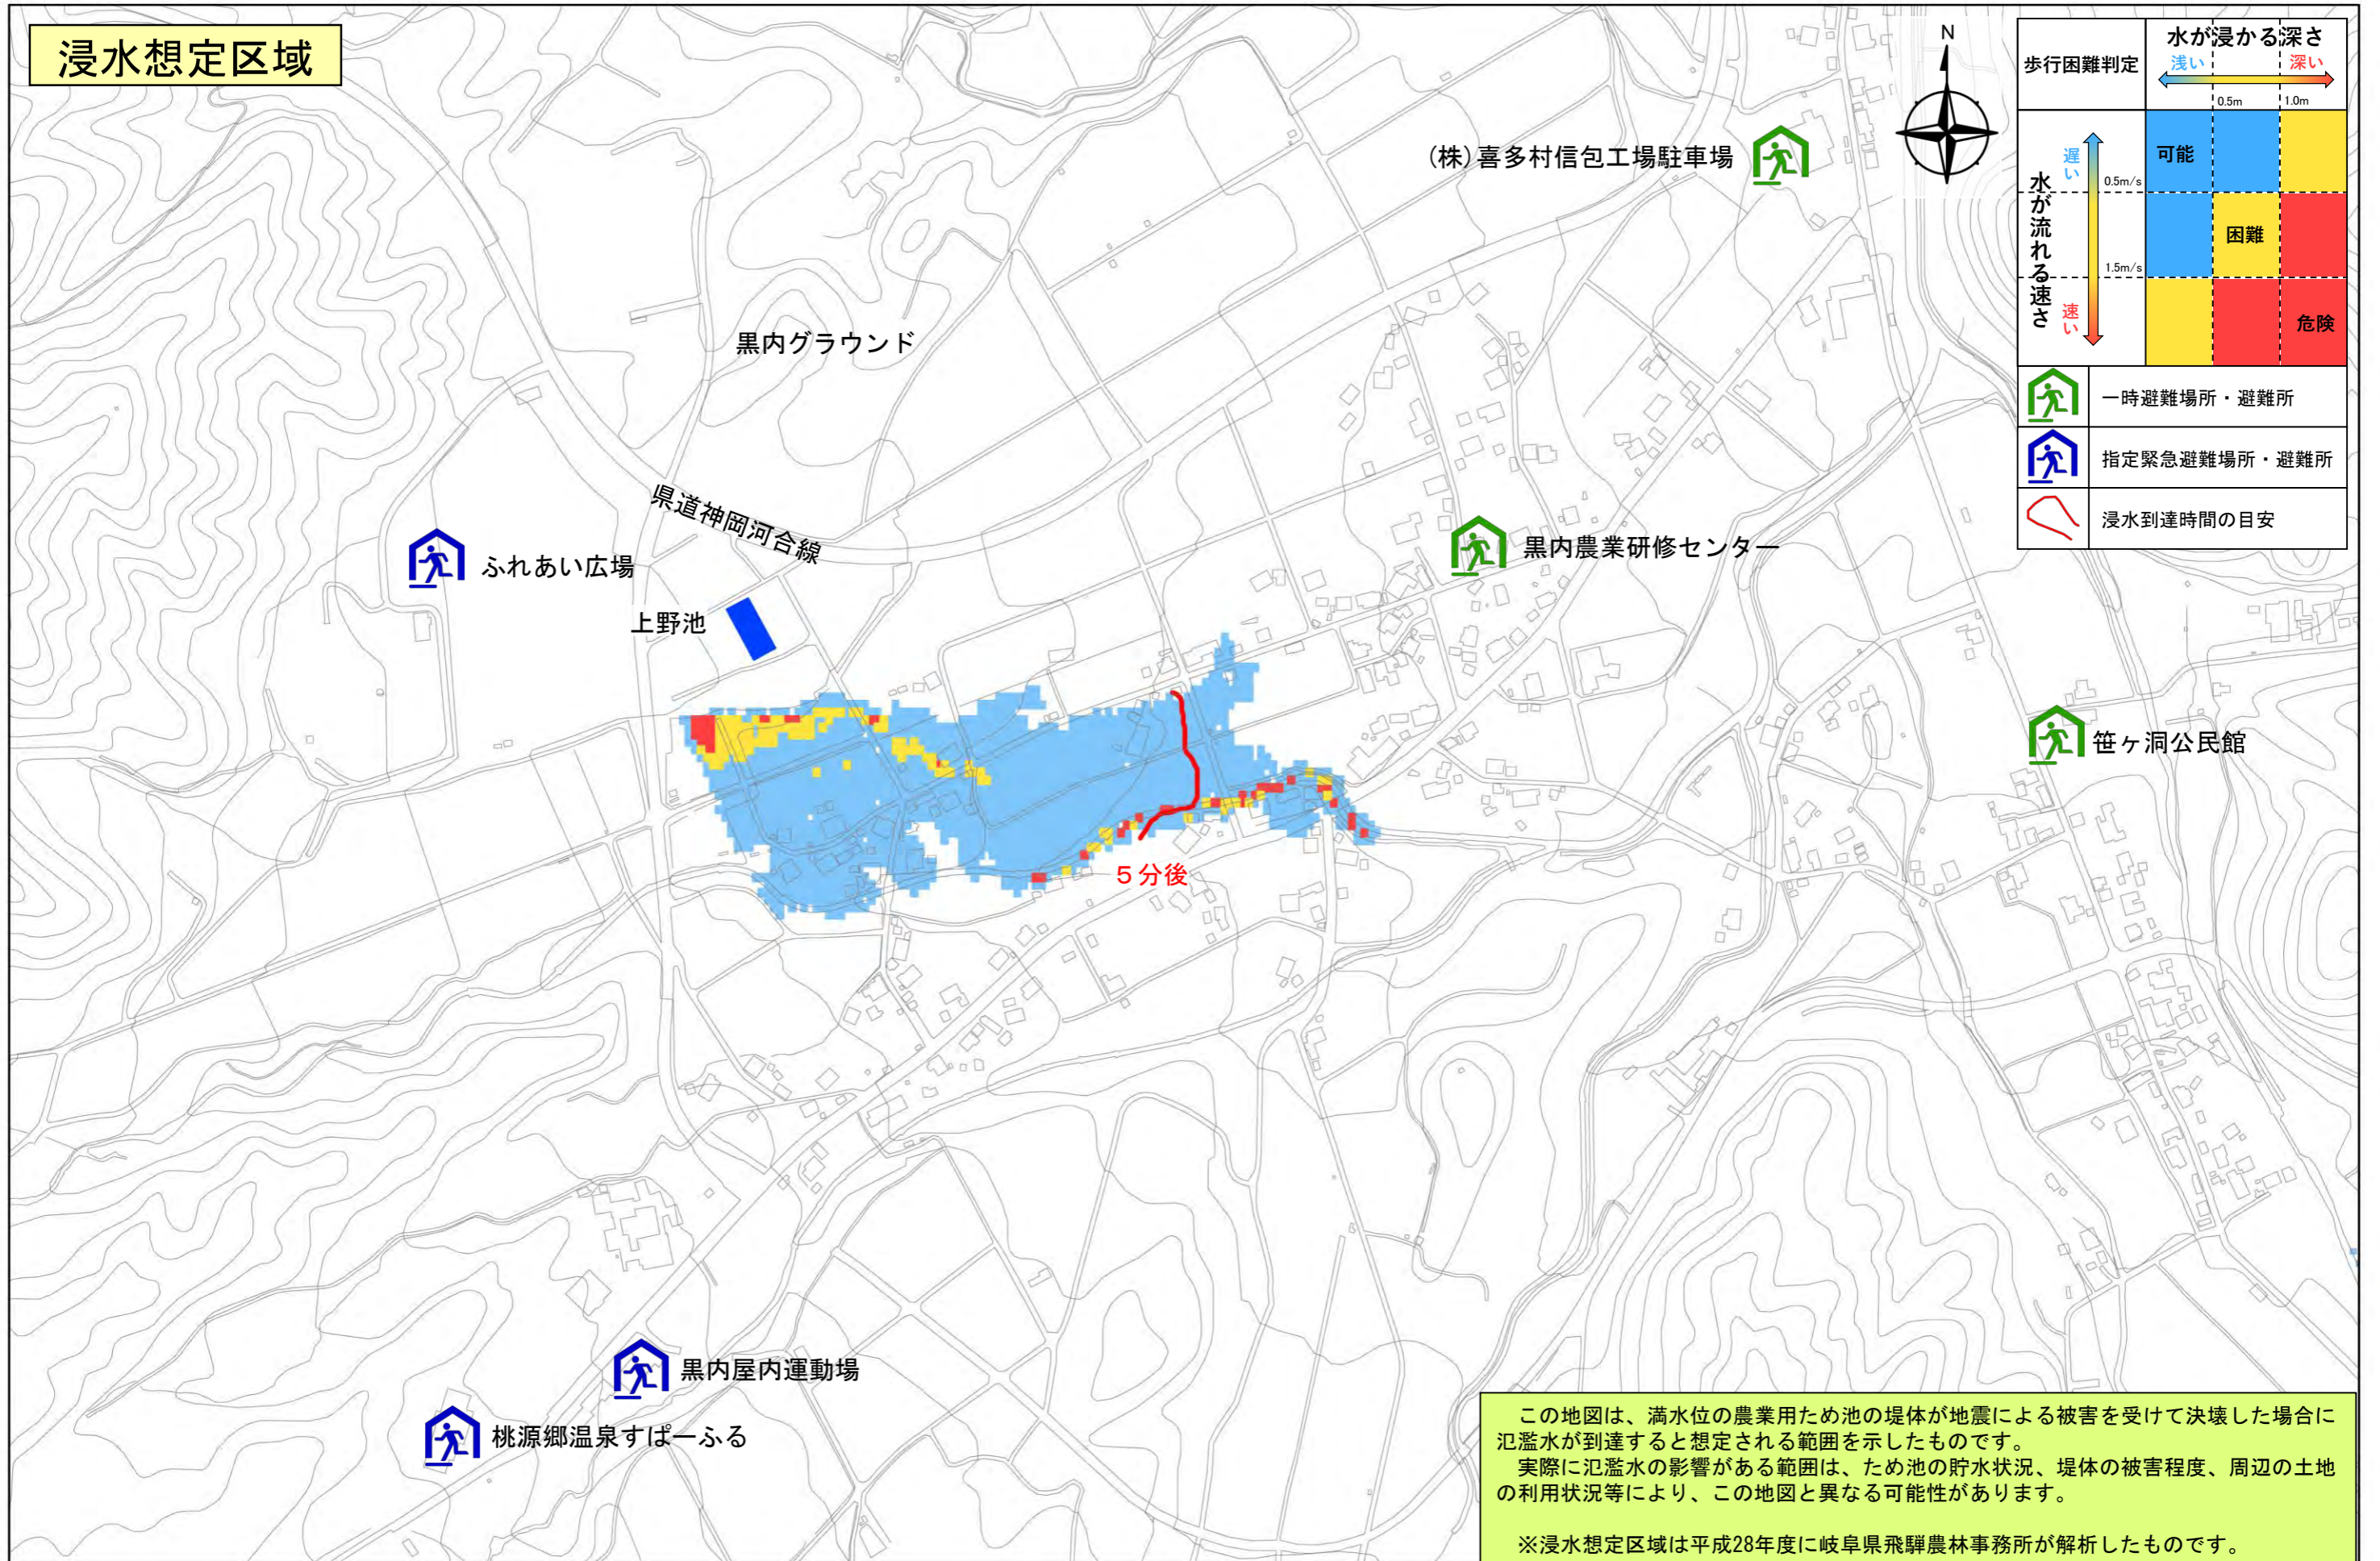 浸水想定区域
N
歩行困難判定
水が浸かる深さ
浅い
深い
0.5m
1.0m
水が流れる速さ
遅い
0.5m/s
1.5m/s
速い
可能
困難
危険
一時避難場所・避難所
指定緊急避難場所・避難所
浸水到達時間の目安
(株)喜多村信包工場駐車場
黒内グラウンド
県道神岡河合線
ふれあい広場
黒内農業研修センター
上野池
笹ヶ洞公民館
５分後
黒内屋内運動場
桃源郷温泉すぱーふる
この地図は、満水位の農業用ため池の堤体が地震による被害を受けて決壊した場合に
氾濫水が到達すると想定される範囲を示したものです。
実際に氾濫水の影響がある範囲は、ため池の貯水状況、堤体の被害程度、周辺の土地
の利用状況等により、この地図と異なる可能性があります。
※浸水想定区域は平成28年度に岐阜県飛騨農林事務所が解析したものです。